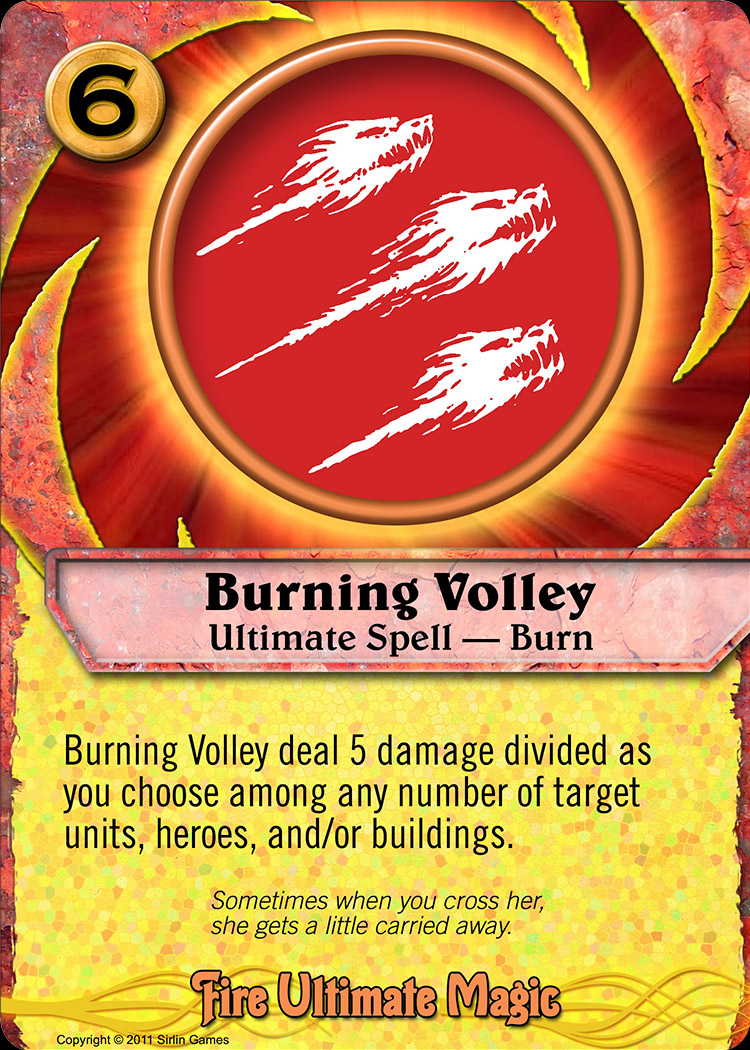 6
Burning Volley
Ultimate Spell — Burn
Burning Volley deal 5 damage divided as
you choose among any number of target
units, heroes, and/or buildings.
Sometimes when you cross her,
she gets a little carried away.
Fire Ultimate Magic
Copyright © 2011 Sirlin Games